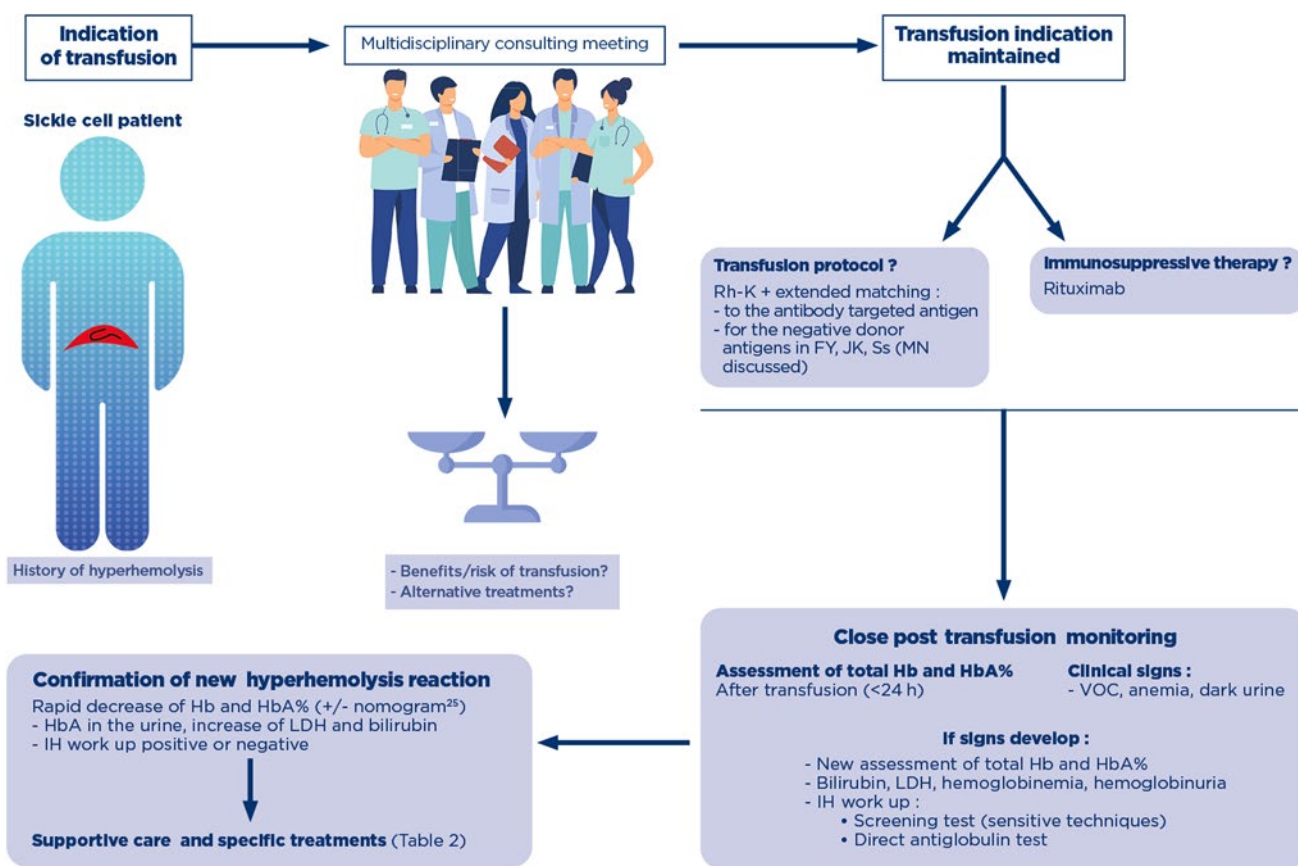 Indication
of transfusion
Multidisciplinary consulting meeting
Transfusion indication
maintained
Sickle cell patient
History of hyperhemolysis
- Benefits/risk of transfusion?
- Alternative treatments?
Transfusion protocol ?
Rh-K + extended matching :
- to the antibody targeted antigen
- for the negative donor
antigens in FY, JK, Ss (MN
discussed)
Immunosuppressive therapy ?
Rituximab
Close post transfusion monitoring
Assessment of total Hb and HbA%
After transfusion (<24 h)
Clinical signs :
- VOC, anemia, dark urine
If signs develop :
- New assessment of total Hb and HbA%
- Bilirubin, LDH, hemoglobinemia, hemoglobinuria
- IH work up :
• Screening test (sensitive techniques)
• Direct antiglobulin test
Confirmation of new hyperhemolysis reaction
Rapid decrease of Hb and HbA% (+/- nomogram²⁵)
- HbA in the urine, increase of LDH and bilirubin
- IH work up positive or negative
Supportive care and specific treatments (Table 2)